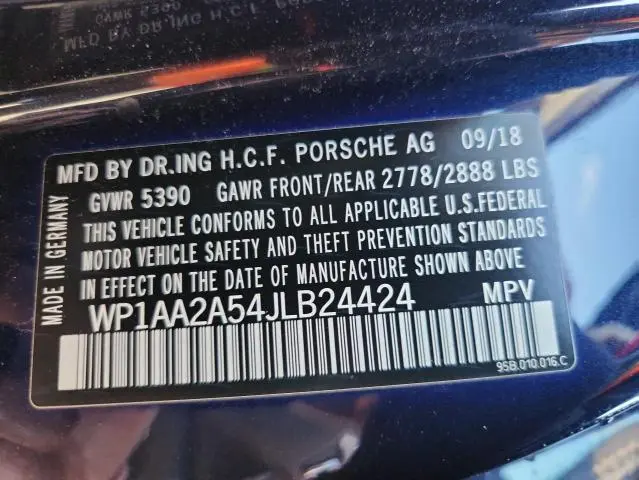 MFD BY DR.ING H.C.F. PORSCHE AG 09/18
GVWR 5390 GAWR FRONT/REAR 2778/2888 LBS
THIS VEHICLE CONFORMS TO ALL APPLICABLE U.S.FEDERAL
MOTOR VEHICLE SAFETY AND THEFT PREVENTION STANDARDS
IN EFFECT ON THE DATE OF MANUFACTURE SHOWN ABOVE
WP1AA2A54JLB24424 MPV
95B.010.016.C
MADE IN GERMANY